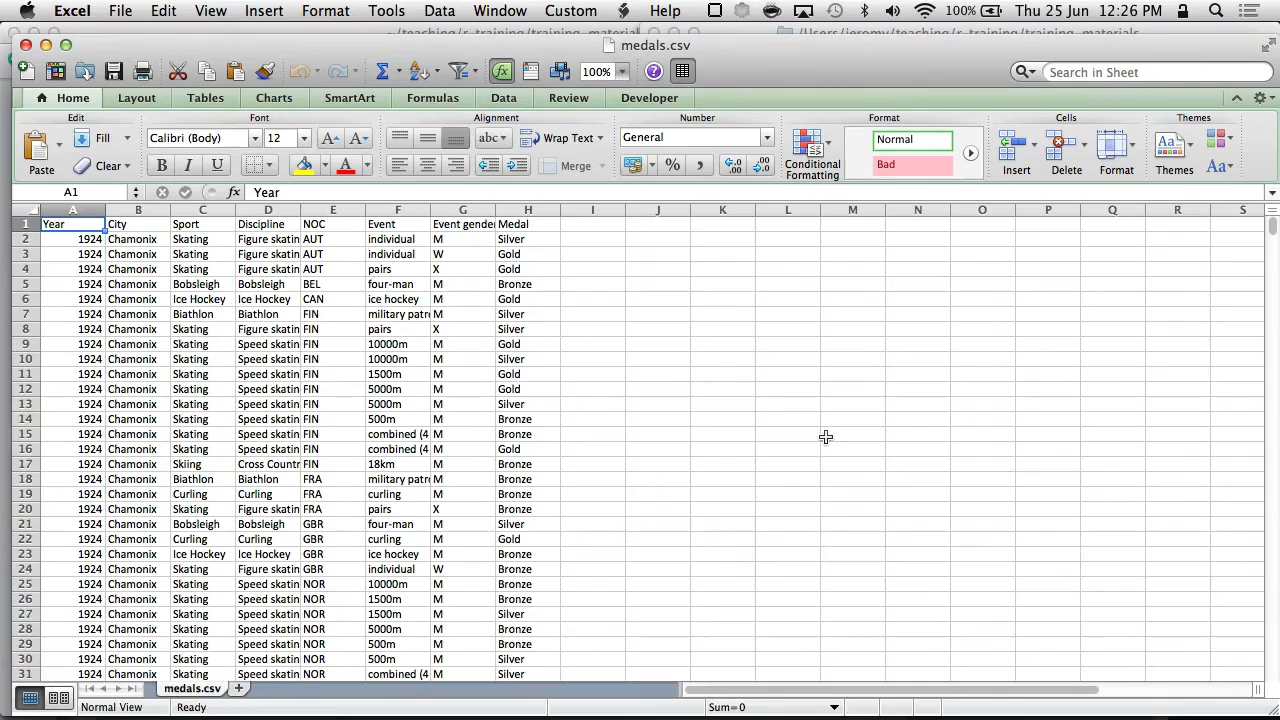 Excel File Edit View Insert Format Tools Data Window Custom Help 100% Thu 25 Jun 12:26 PM
medals.csv
100% Search in Sheet
Home Layout Tables Charts SmartArt Formulas Data Review Developer
Edit Font Alignment Number Format Cells Themes
Fill Calibri (Body) 12 A A abc Wrap Text General Normal
Paste Clear B I U A Merge % Conditional Formatting Bad Insert Delete Format Themes Aa
A1 fx Year
A B C D E F G H I J K L M N O P Q R S
1 Year City Sport Discipline NOC Event Event gender Medal
2 1924 Chamonix Skating Figure skatin AUT individual M Silver
3 1924 Chamonix Skating Figure skatin AUT individual W Gold
4 1924 Chamonix Skating Figure skatin AUT pairs X Gold
5 1924 Chamonix Bobsleigh Bobsleigh BEL four-man M Bronze
6 1924 Chamonix Ice Hockey Ice Hockey CAN ice hockey M Gold
7 1924 Chamonix Biathlon Biathlon FIN military patr M Silver
8 1924 Chamonix Skating Figure skatin FIN pairs X Silver
9 1924 Chamonix Skating Speed skatin FIN 10000m M Gold
10 1924 Chamonix Skating Speed skatin FIN 10000m M Silver
11 1924 Chamonix Skating Speed skatin FIN 1500m M Gold
12 1924 Chamonix Skating Speed skatin FIN 5000m M Gold
13 1924 Chamonix Skating Speed skatin FIN 5000m M Silver
14 1924 Chamonix Skating Speed skatin FIN 500m M Bronze
15 1924 Chamonix Skating Speed skatin FIN combined (4 M Bronze
16 1924 Chamonix Skating Speed skatin FIN combined (4 M Gold
17 1924 Chamonix Skiing Cross Countr FIN 18km M Bronze
18 1924 Chamonix Biathlon Biathlon FRA military patr M Bronze
19 1924 Chamonix Curling Curling FRA curling M Bronze
20 1924 Chamonix Skating Figure skatin FRA pairs X Bronze
21 1924 Chamonix Bobsleigh Bobsleigh GBR four-man M Silver
22 1924 Chamonix Curling Curling GBR curling M Gold
23 1924 Chamonix Ice Hockey Ice Hockey GBR ice hockey M Bronze
24 1924 Chamonix Skating Figure skatin GBR individual W Bronze
25 1924 Chamonix Skating Speed skatin NOR 10000m M Bronze
26 1924 Chamonix Skating Speed skatin NOR 1500m M Bronze
27 1924 Chamonix Skating Speed skatin NOR 1500m M Silver
28 1924 Chamonix Skating Speed skatin NOR 5000m M Bronze
29 1924 Chamonix Skating Speed skatin NOR 500m M Bronze
30 1924 Chamonix Skating Speed skatin NOR 500m M Silver
31 1924 Chamonix Skating Speed skatin NOR combined (4 M Silver
medals.csv
Normal View Ready Sum=0